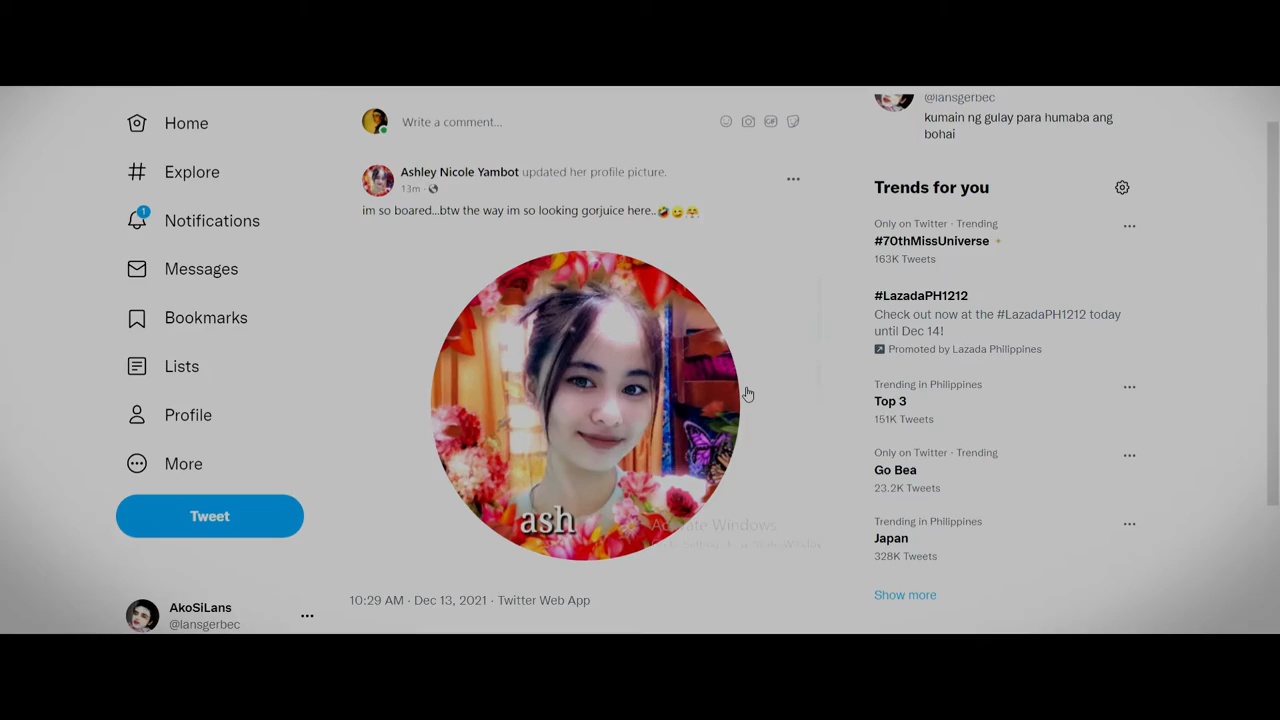 Home
Explore
1
Notifications
Messages
Bookmarks
Lists
Profile
More
Tweet
AkoSiLans
@lansgerbec
Write a comment...
GIF
Ashley Nicole Yambot updated her profile picture.
13m ·
im so boared...btw the way im so looking gorjuice here..🤣😜🤗
ash
Activate Windows
10:29 AM · Dec 13, 2021 · Twitter Web App
@lansgerbec
kumain ng gulay para humaba ang
bohai
Trends for you
Only on Twitter · Trending
#70thMissUniverse
163K Tweets
#LazadaPH1212
Check out now at the #LazadaPH1212 today
until Dec 14!
Promoted by Lazada Philippines
Trending in Philippines
Top 3
151K Tweets
Only on Twitter · Trending
Go Bea
23.2K Tweets
Trending in Philippines
Japan
328K Tweets
Show more